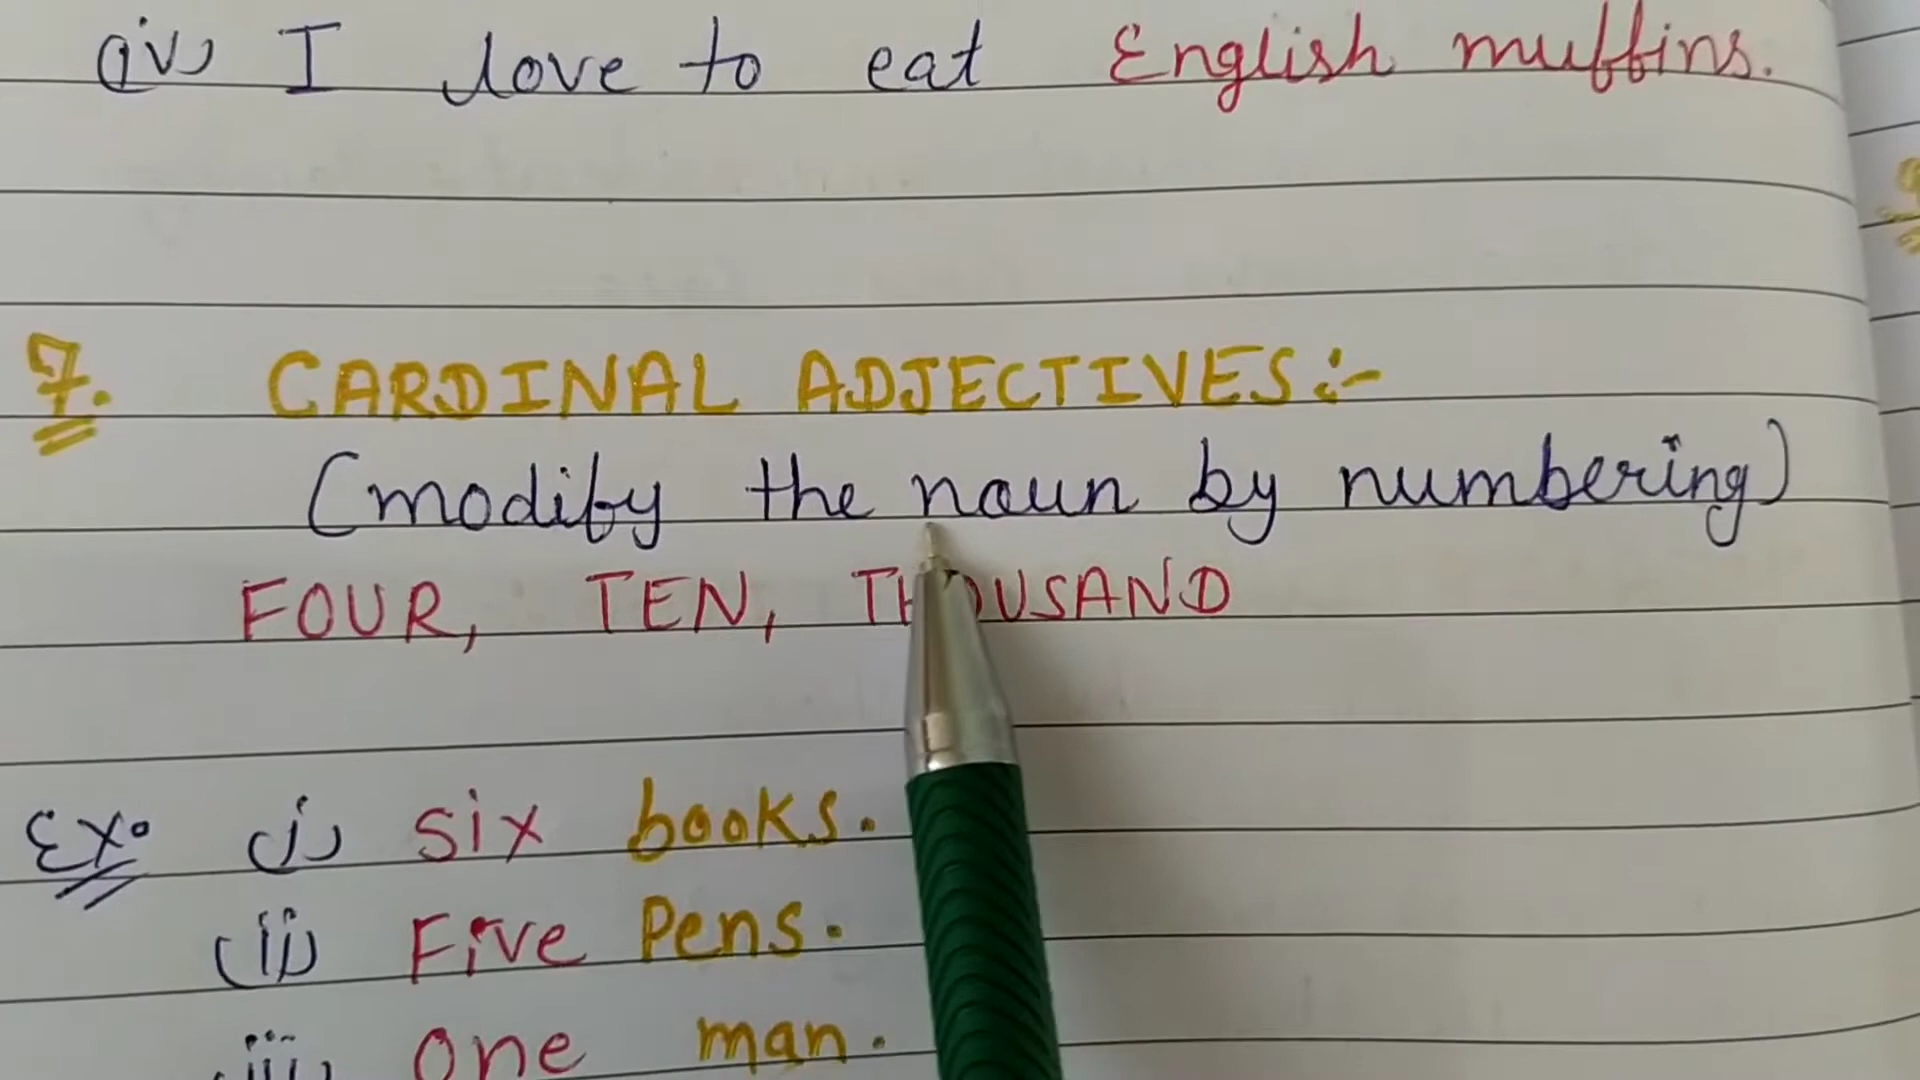 (iv) I love to eat English muffins.
7. CARDINAL ADJECTIVES:-
(modify the noun by numbering)
FOUR, TEN, THOUSAND
Ex. (i) Six books.
(ii) Five Pens.
(iii) One man.